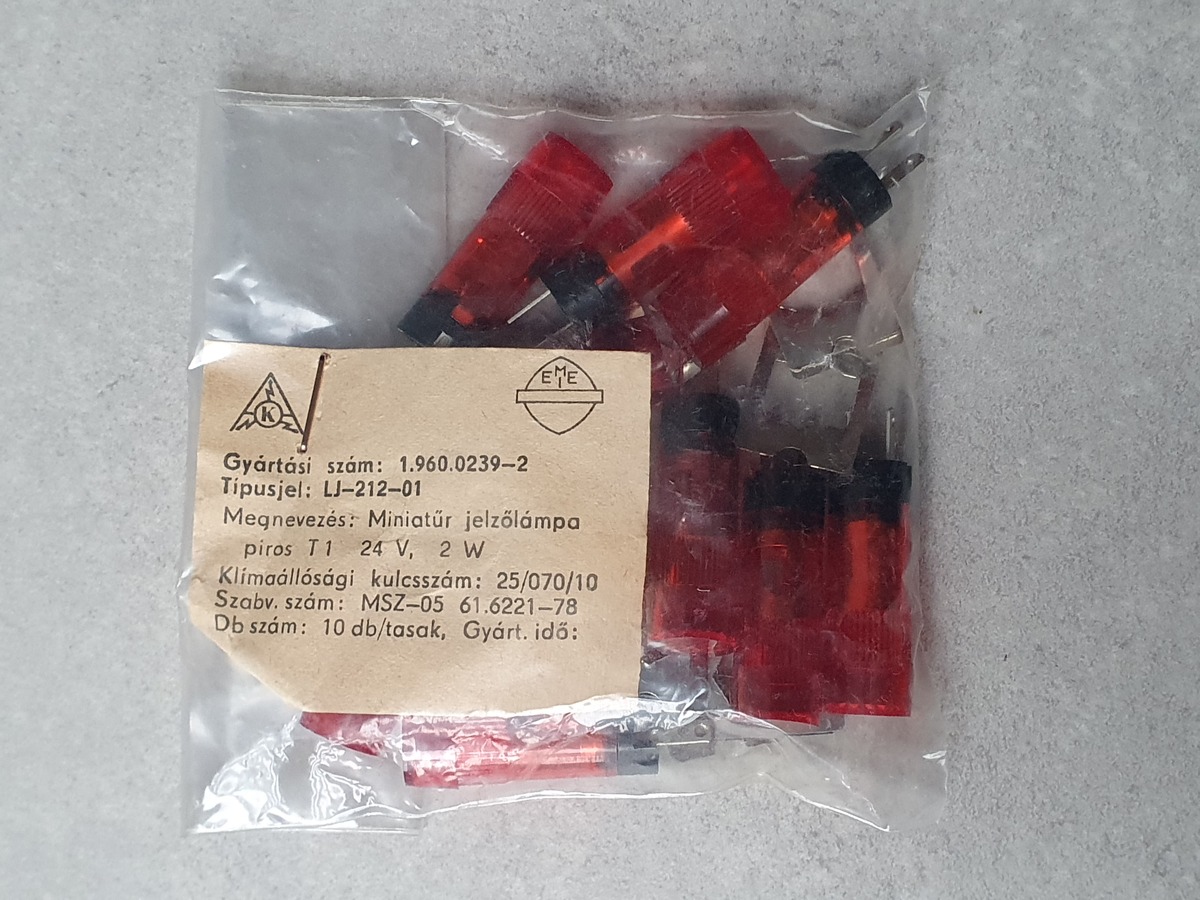 K
EMIE
Gyártási szám: 1.960.0239–2
Típusjel: LJ–212–01
Megnevezés: Miniatűr jelzőlámpa
piros T1 24 V, 2 W
Klímaállósági kulcsszám: 25/070/10
Szabv. szám: MSZ–05 61.6221–78
Db szám: 10 db/tasak, Gyárt. idő: